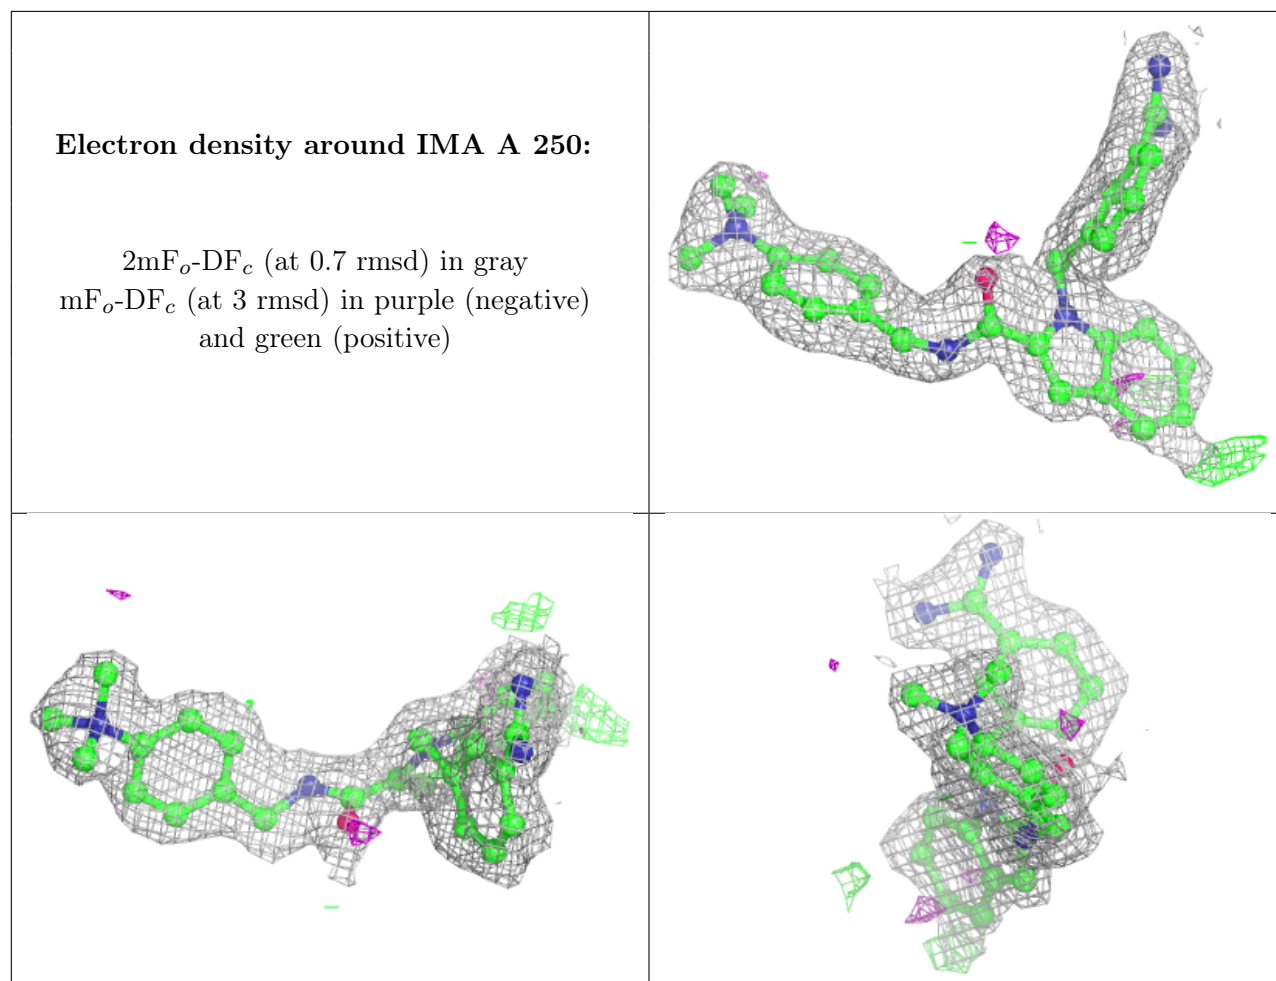 Electron density around IMA A 250:
2mFo-DFc (at 0.7 rmsd) in gray
mFo-DFc (at 3 rmsd) in purple (negative)
and green (positive)